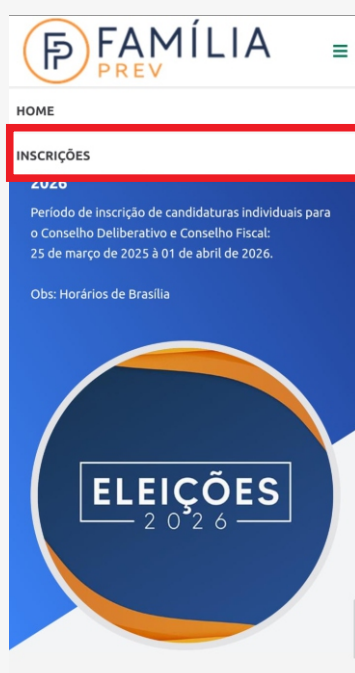 FP FAMÍLIA
PREV
HOME
INSCRIÇÕES
2026
Período de inscrição de candidaturas individuais para
o Conselho Deliberativo e Conselho Fiscal:
25 de março de 2025 à 01 de abril de 2026.
Obs: Horários de Brasília
ELEIÇÕES
2026